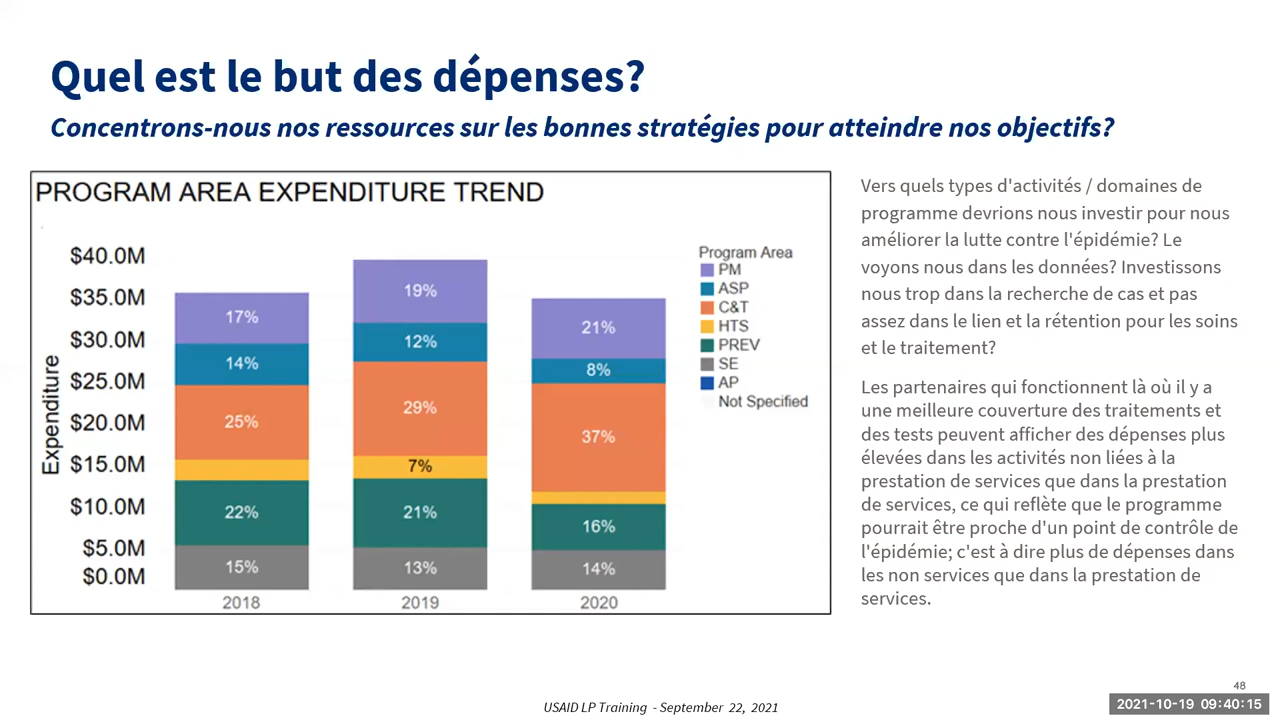 Quel est le but des dépenses?
Concentrons-nous nos ressources sur les bonnes stratégies pour atteindre nos objectifs?
PROGRAM AREA EXPENDITURE TREND
Expenditure
$40.0M
$35.0M
$30.0M
$25.0M
$20.0M
$15.0M
$10.0M
$5.0M
$0.0M
17%
14%
25%
22%
15%
2018
19%
12%
29%
7%
21%
13%
2019
21%
8%
37%
16%
14%
2020
Program Area
PM
ASP
C&T
HTS
PREV
SE
AP
Not Specified
Vers quels types d'activités / domaines de
programme devrions nous investir pour nous
améliorer la lutte contre l'épidémie? Le
voyons nous dans les données? Investissons
nous trop dans la recherche de cas et pas
assez dans le lien et la rétention pour les soins
et le traitement?
Les partenaires qui fonctionnent là où il y a
une meilleure couverture des traitements et
des tests peuvent afficher des dépenses plus
élevées dans les activités non liées à la
prestation de services que dans la prestation
de services, ce qui reflète que le programme
pourrait être proche d'un point de contrôle de
l'épidémie; c'est à dire plus de dépenses dans
les non services que dans la prestation de
services.
48
USAID LP Training - September 22, 2021
2021-10-19 09:40:15